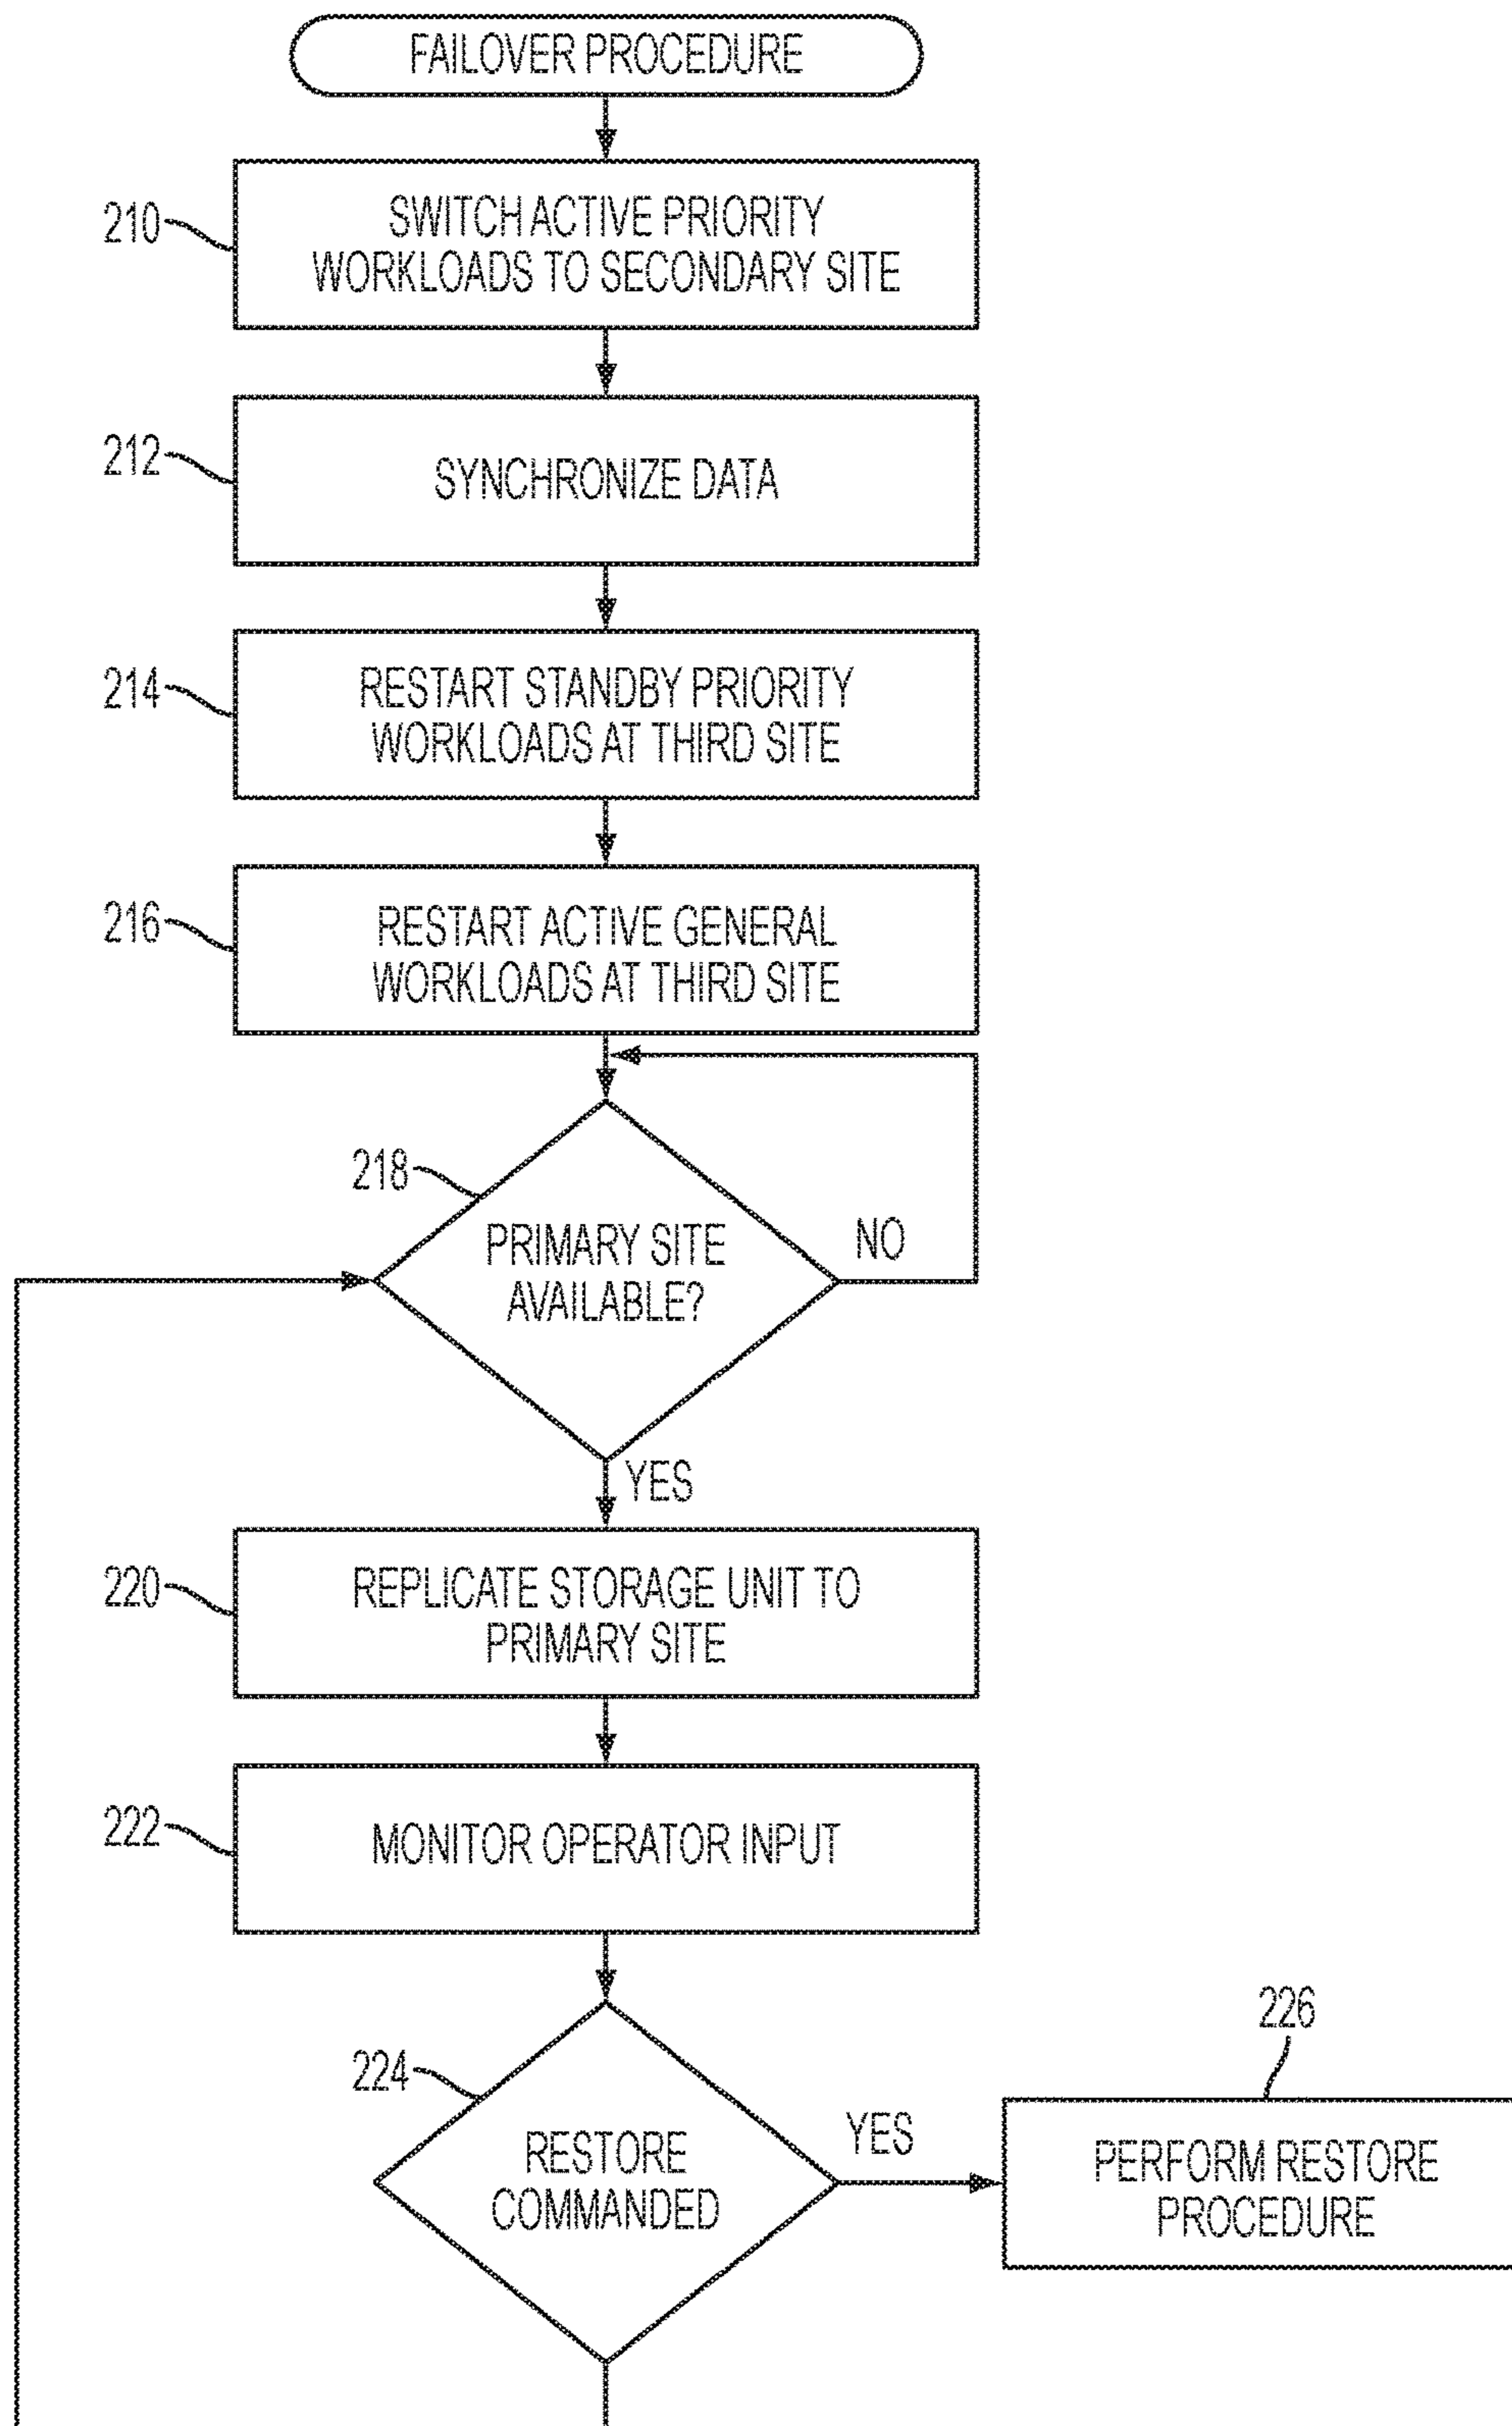 FAILOVER PROCEDURE
210
SWITCH ACTIVE PRIORITY
WORKLOADS TO SECONDARY SITE
212
SYNCHRONIZE DATA
214
RESTART STANDBY PRIORITY
WORKLOADS AT THIRD SITE
216
RESTART ACTIVE GENERAL
WORKLOADS AT THIRD SITE
218
PRIMARY SITE
AVAILABLE?
NO
YES
220
REPLICATE STORAGE UNIT TO
PRIMARY SITE
222
MONITOR OPERATOR INPUT
224
RESTORE
COMMANDED
YES
226
PERFORM RESTORE
PROCEDURE